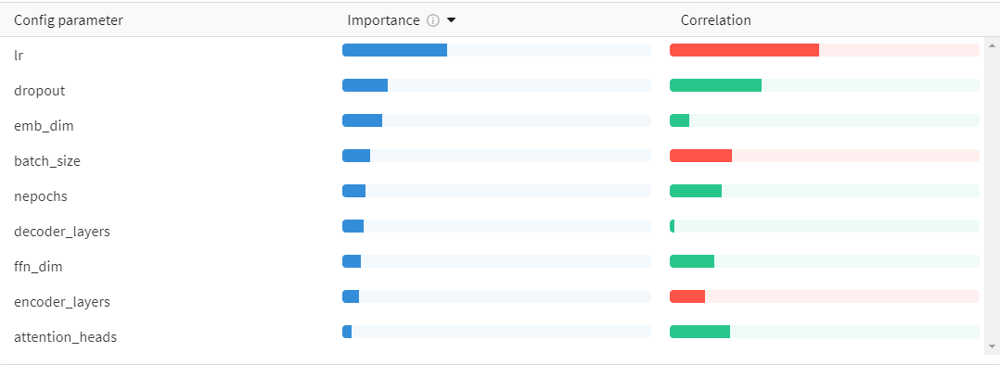 Config parameter Importance Correlation
lr
dropout
emb_dim
batch_size
nepochs
decoder_layers
ffn_dim
encoder_layers
attention_heads